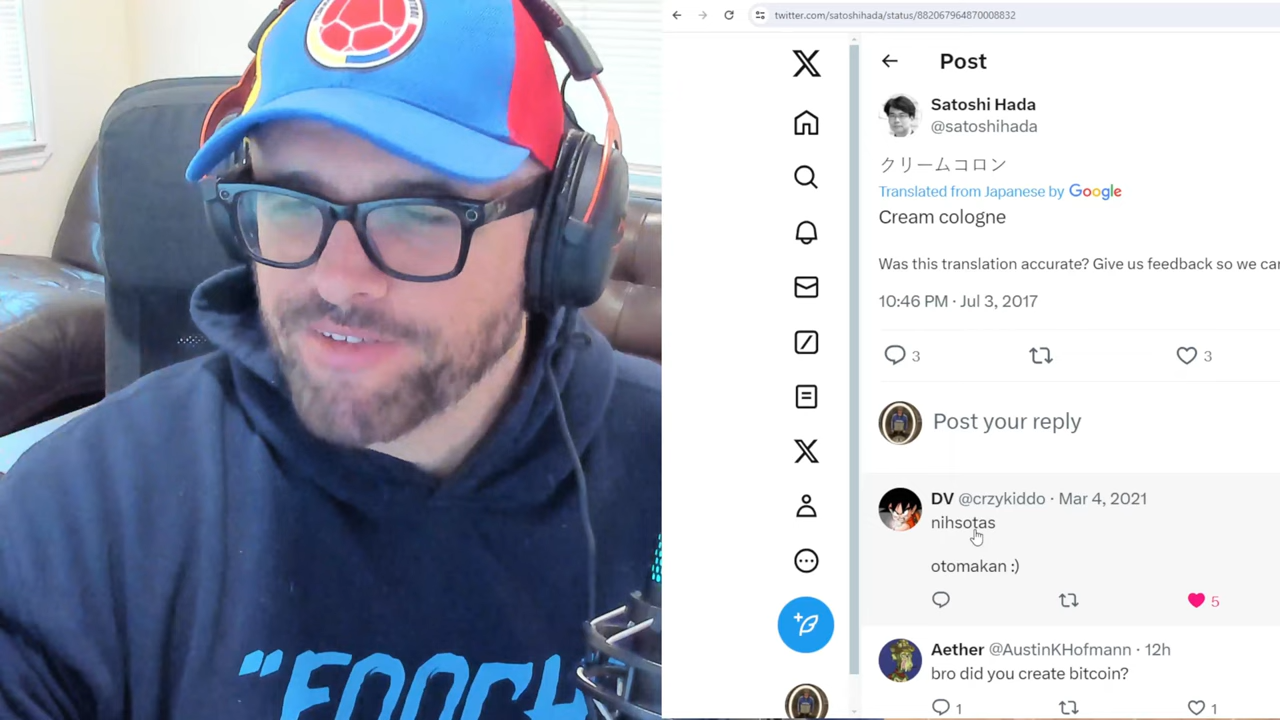 twitter.com/satoshihada/status/882067964870008832
Post
Satoshi Hada
@satoshihada
クリームコロン
Translated from Japanese by Google
Cream cologne
Was this translation accurate? Give us feedback so we ca
10:46 PM · Jul 3, 2017
3
3
Post your reply
DV @crzykiddo · Mar 4, 2021
nihsotas
otomakan :)
5
Aether @AustinKHofmann · 12h
bro did you create bitcoin?
1
1
"EPOCH